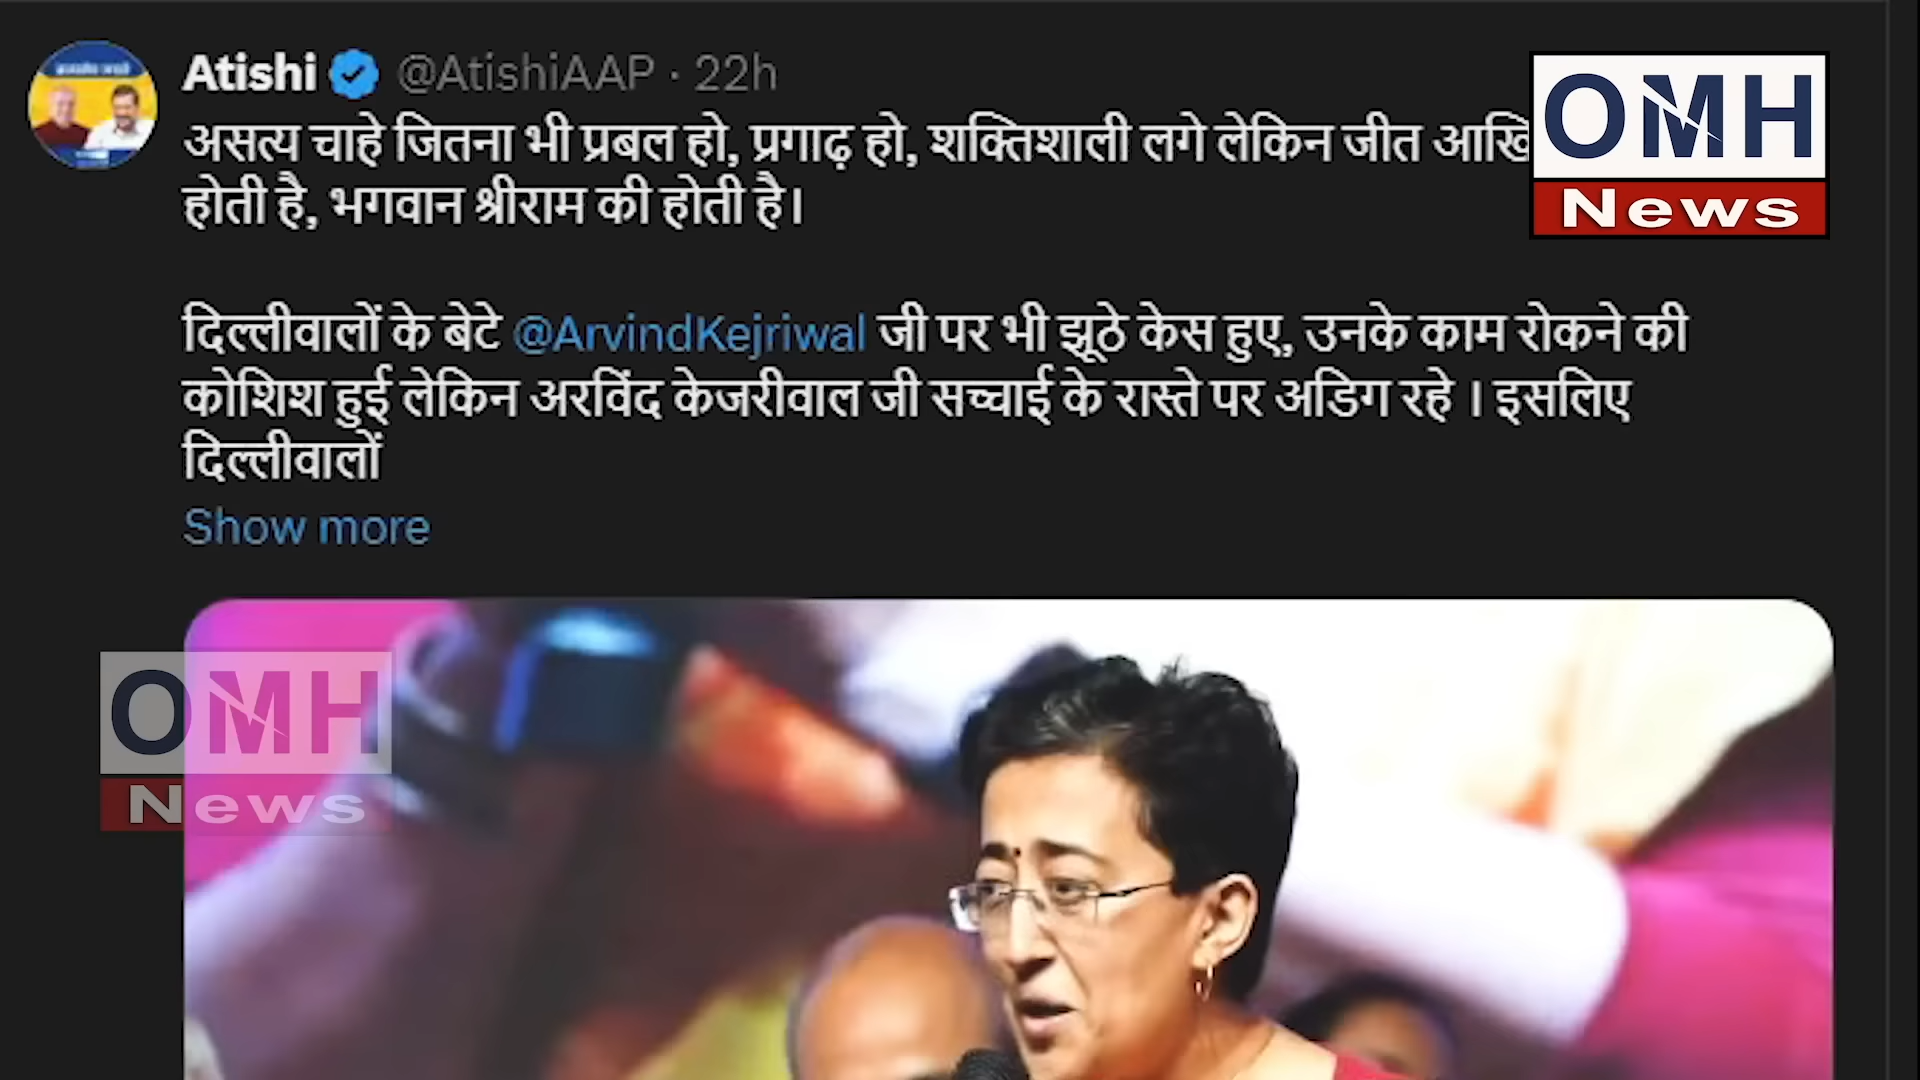 Atishi @AtishiAAP · 22h
असत्य चाहे जितना भी प्रबल हो, प्रगाढ़ हो, शक्तिशाली लगे लेकिन जीत
होती है, भगवान श्रीराम की होती है।
दिल्लीवालों के बेटे @ArvindKejriwal जी पर भी झूठे केस हुए, उनके काम रोकने की
कोशिश हुई लेकिन अरविंद केजरीवाल जी सच्चाई के रास्ते पर अडिग रहे । इसलिए
दिल्लीवालों
Show more
OMH
News
OMH
News